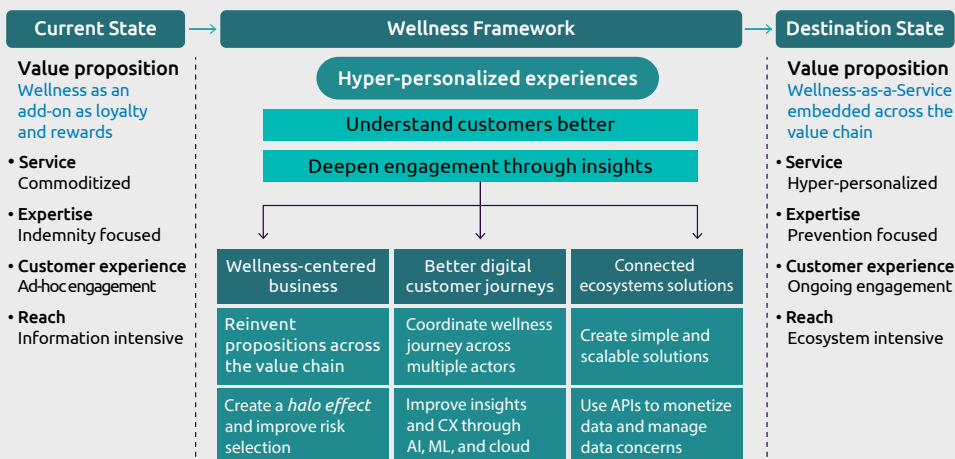 Current State
Wellness Framework
Destination State
Value proposition
Wellness as an
add-on as loyalty
and rewards
• Service
Commoditized
• Expertise
Indemnity focused
• Customer experience
Ad-hoc engagement
• Reach
Information intensive
Hyper-personalized experiences
Understand customers better
Deepen engagement through insights
Wellness-centered
business
Reinvent
propositions across
the value chain
Create a halo effect
and improve risk
selection
Better digital
customer journeys
Coordinate wellness
journey across
multiple actors
Improve insights
and CX through
AI, ML, and cloud
Connected
ecosystems solutions
Create simple and
scalable solutions
Use APIs to monetize
data and manage
data concerns
Value proposition
Wellness-as-a-Service
embedded across the
value chain
• Service
Hyper-personalized
• Expertise
Prevention focused
• Customer experience
Ongoing engagement
• Reach
Ecosystem intensive